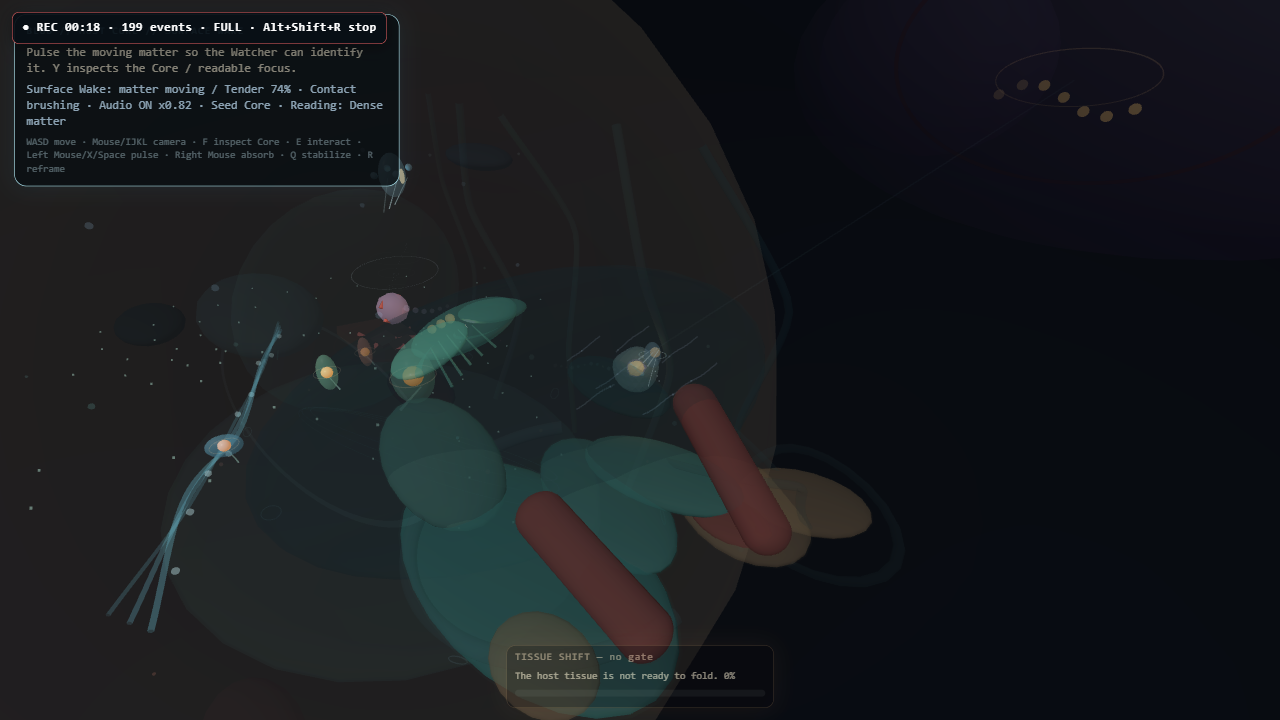 ● REC 00:18 · 199 events · FULL · Alt+Shift+R stop
Pulse the moving matter so the Watcher can identify
it. Y inspects the Core / readable focus.
Surface Wake: matter moving / Tender 74% · Contact
brushing · Audio ON x0.82 · Seed Core · Reading: Dense
matter
WASD move · Mouse/IJKL camera · F inspect Core · E interact ·
Left Mouse/X/Space pulse · Right Mouse absorb · Q stabilize · R
reframe
TISSUE SHIFT — no gate
The host tissue is not ready to fold. 0%